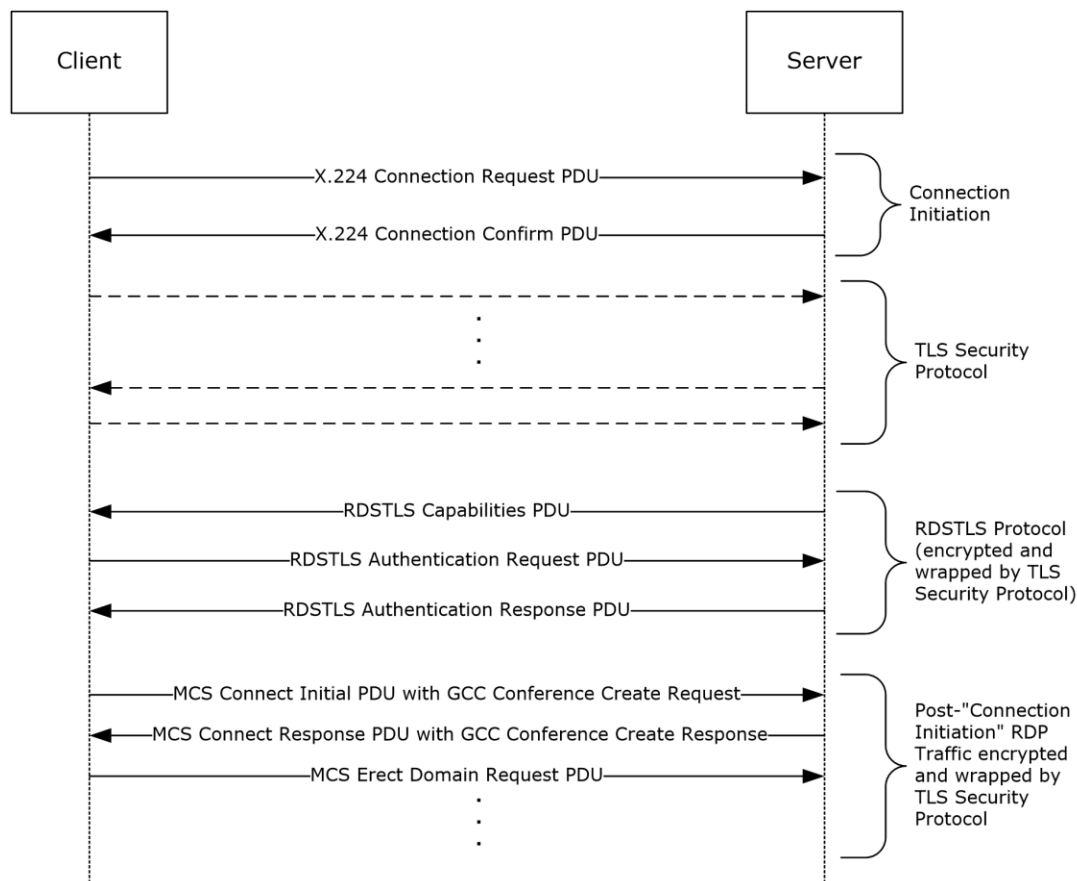 Client
Server
X.224 Connection Request PDU
Connection
Initiation
X.224 Connection Confirm PDU
TLS Security
Protocol
RDSTLS Capabilities PDU
RDSTLS Authentication Request PDU
RDSTLS Authentication Response PDU
RDSTLS Protocol
(encrypted and
wrapped by TLS
Security Protocol)
MCS Connect Initial PDU with GCC Conference Create Request
MCS Connect Response PDU with GCC Conference Create Response
MCS Erect Domain Request PDU
Post-"Connection
Initiation" RDP
Traffic encrypted
and wrapped by
TLS Security
Protocol